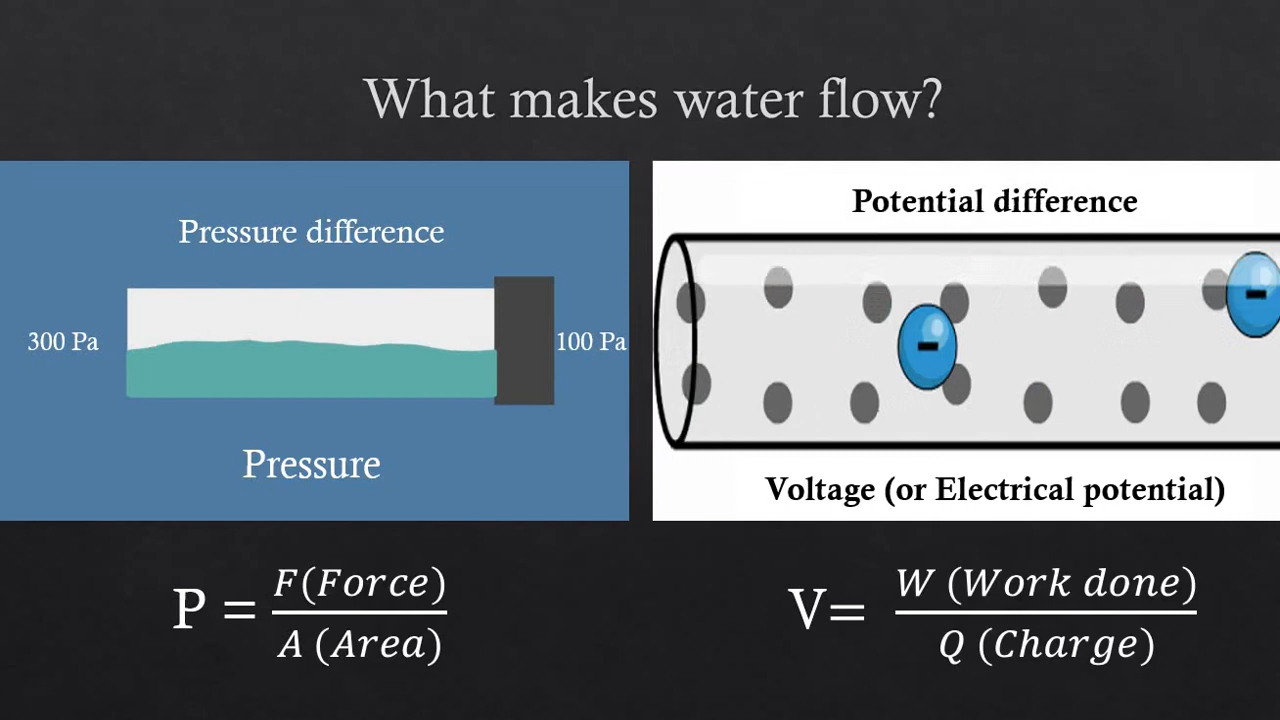 What makes water flow?
Pressure difference
300 Pa
100 Pa
Pressure
P = F(Force) / A (Area)
Potential difference
-
-
Voltage (or Electrical potential)
V= W (Work done) / Q (Charge)